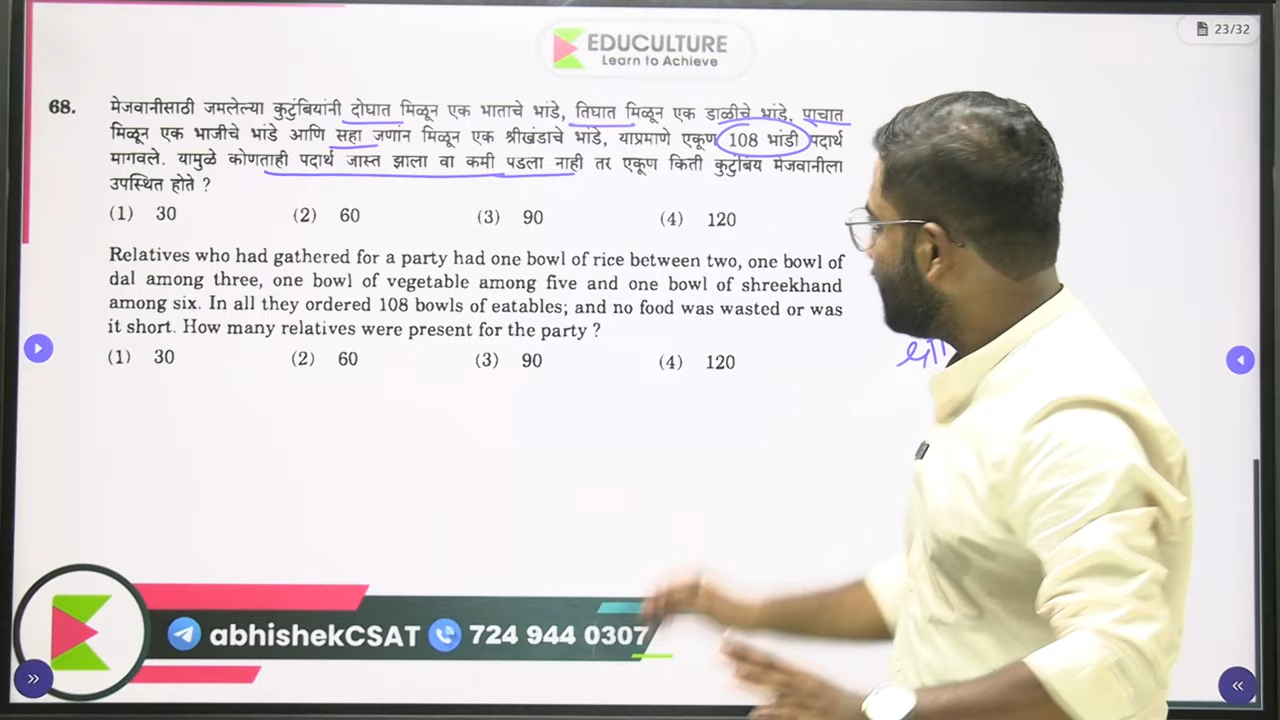 23/32
EDUCULTURE
Learn to Achieve
68. मेजवानीसाठी जमलेल्या कुटुंबियांनी दोघात मिळून एक भाताचे भांडे, तिघात मिळून एक डाळीचे भांडे, पाचात
मिळून एक भाजीचे भांडे आणि सहा जणांन मिळून एक श्रीखंडाचे भांडे, याप्रमाणे एकूण 108 भांडी पदार्थ
मागवले. यामुळे कोणताही पदार्थ जास्त झाला वा कमी पडला नाही तर एकूण किती कुटुंबिय मेजवानीला
उपस्थित होते ?
(1) 30 (2) 60 (3) 90 (4) 120
Relatives who had gathered for a party had one bowl of rice between two, one bowl of
dal among three, one bowl of vegetable among five and one bowl of shreekhand
among six. In all they ordered 108 bowls of eatables; and no food was wasted or was
it short. How many relatives were present for the party ?
(1) 30 (2) 60 (3) 90 (4) 120
abhishekCSAT 724 944 0307